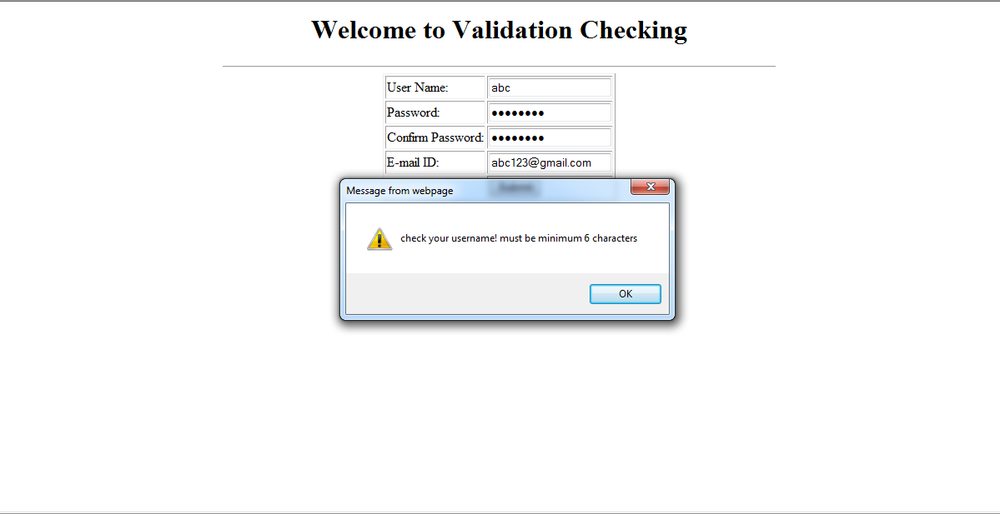 Welcome to Validation Checking
User Name: abc
Password: ••••••••
Confirm Password: ••••••••
E-mail ID: abc123@gmail.com
Submit
Message from webpage
check your username! must be minimum 6 characters
OK